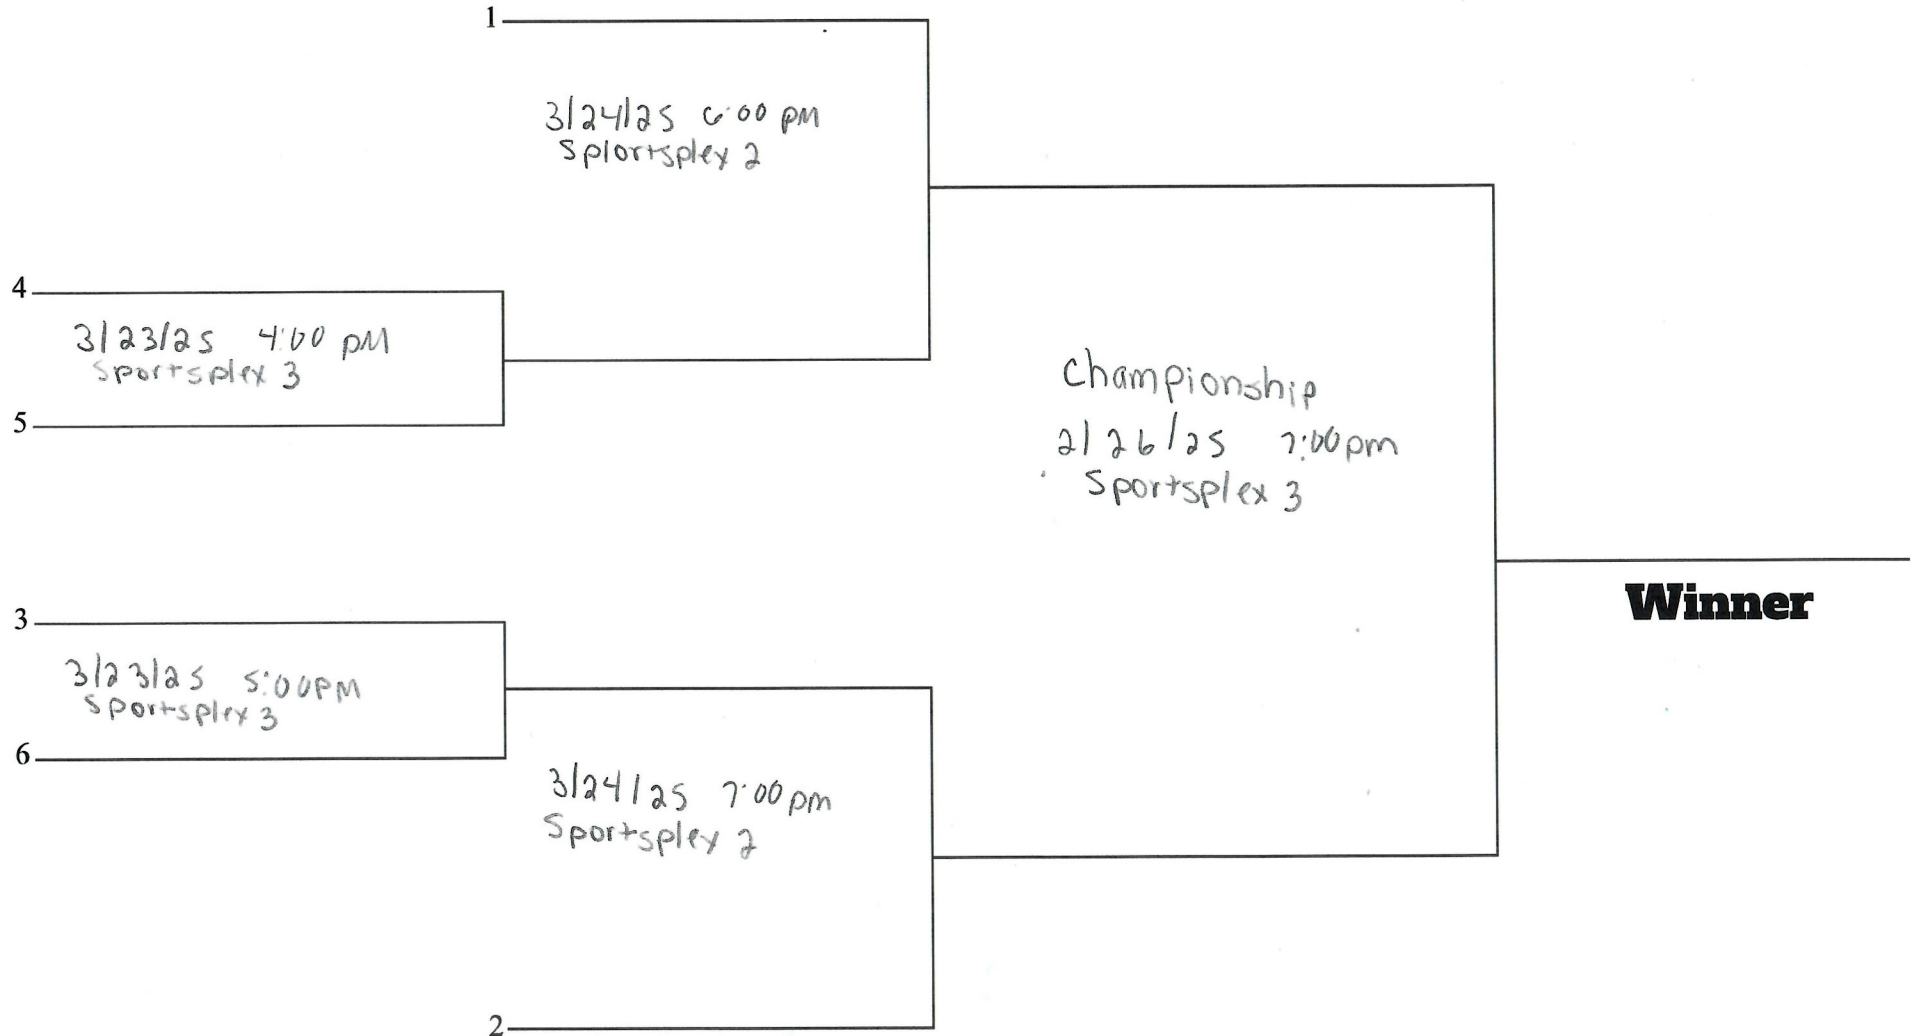 1
3/24/25 6:00 PM
Splortsplex 2
4
3/23/25 4:00 PM
Sportsplex 3
5
Championship
2/26/25 7:00pm
Sportsplex 3
Winner
3
3/23/25 5:00PM
Sportsplex 3
6
3/24/25 7:00pm
Sportsplex 2
2